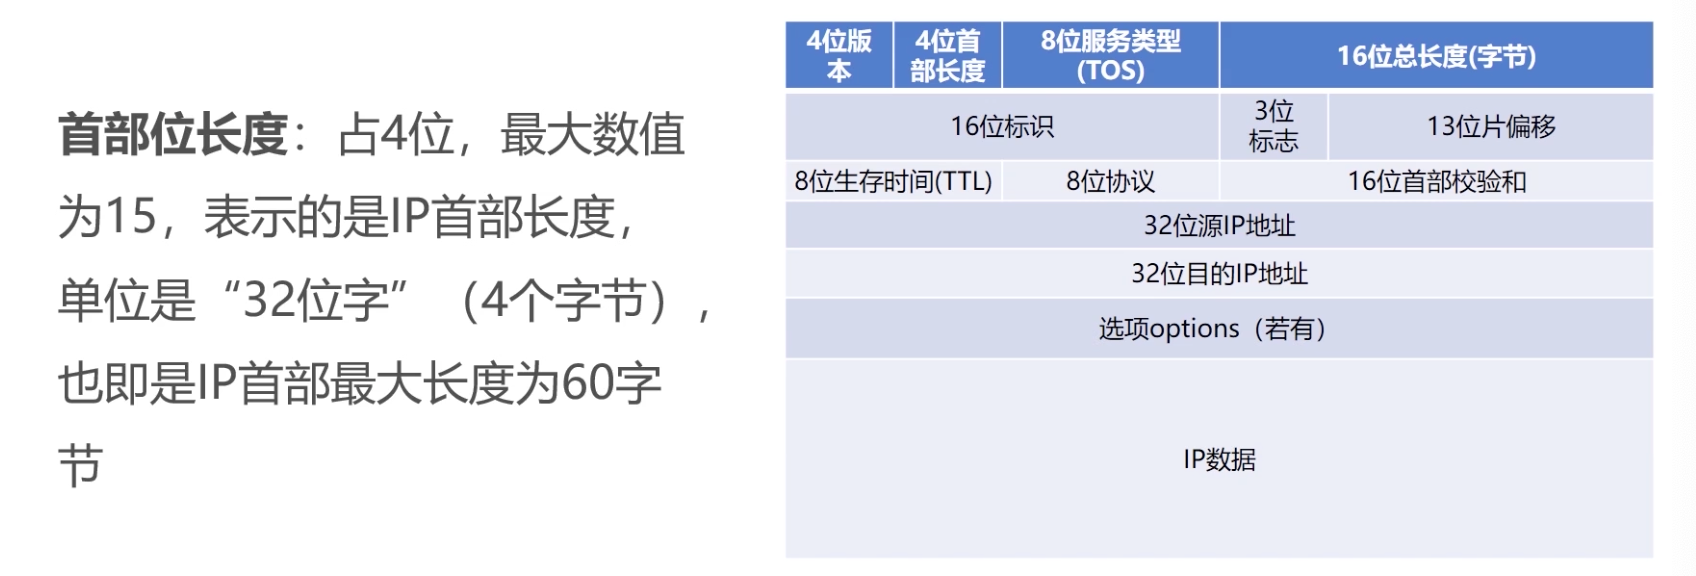 首部位长度：占4位，最大数值
为15，表示的是IP首部长度，
单位是“32位字”（4个字节），
也即是IP首部最大长度为60字
节
4位版
本
4位首
部长度
8位服务类型
(TOS)
16位总长度(字节)
16位标识
3位
标志
13位片偏移
8位生存时间(TTL)
8位协议
16位首部校验和
32位源IP地址
32位目的IP地址
选项options（若有）
IP数据